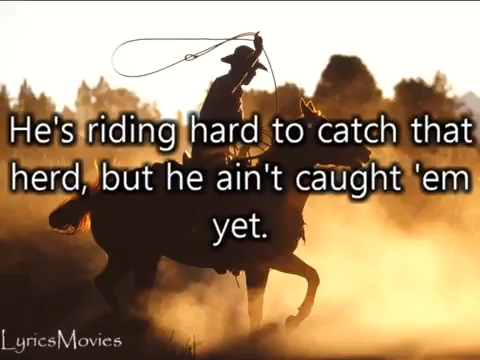 He's riding hard to catch that
herd, but he ain't caught 'em
yet.
LyricsMovies